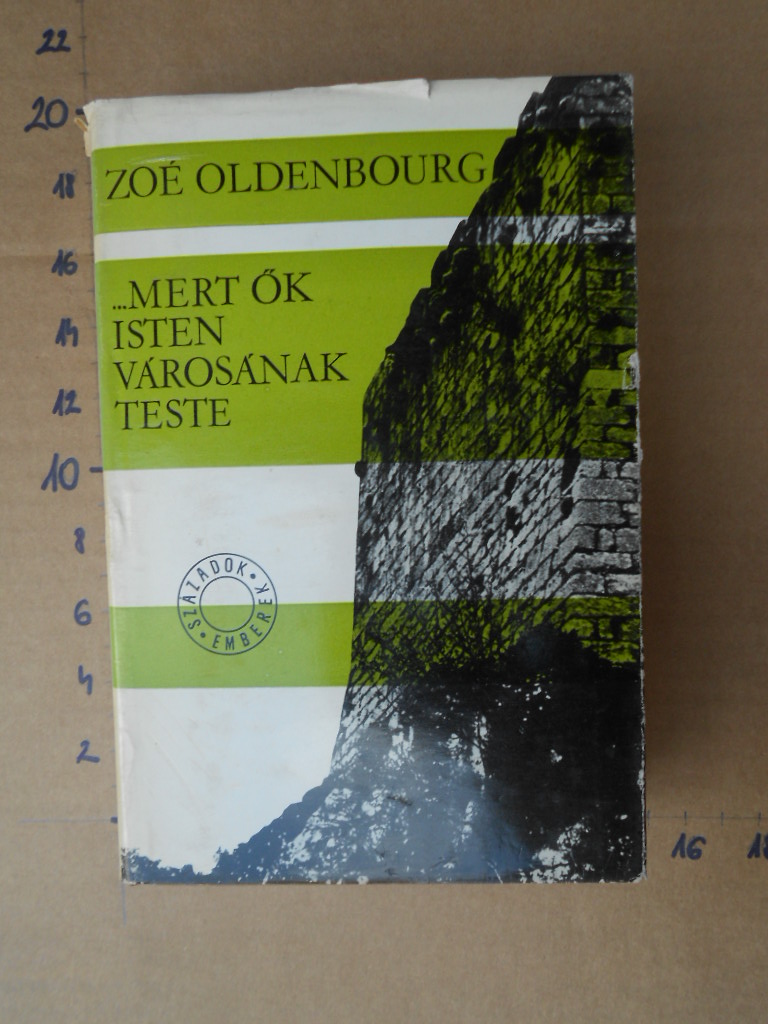 22
20
18
16
14
12
10
8
6
4
2
16
18
ZOÉ OLDENBOURG
...MERT ŐK
ISTEN
VÁROSÁNAK
TESTE
SZÁZADOK • EMBEREK •